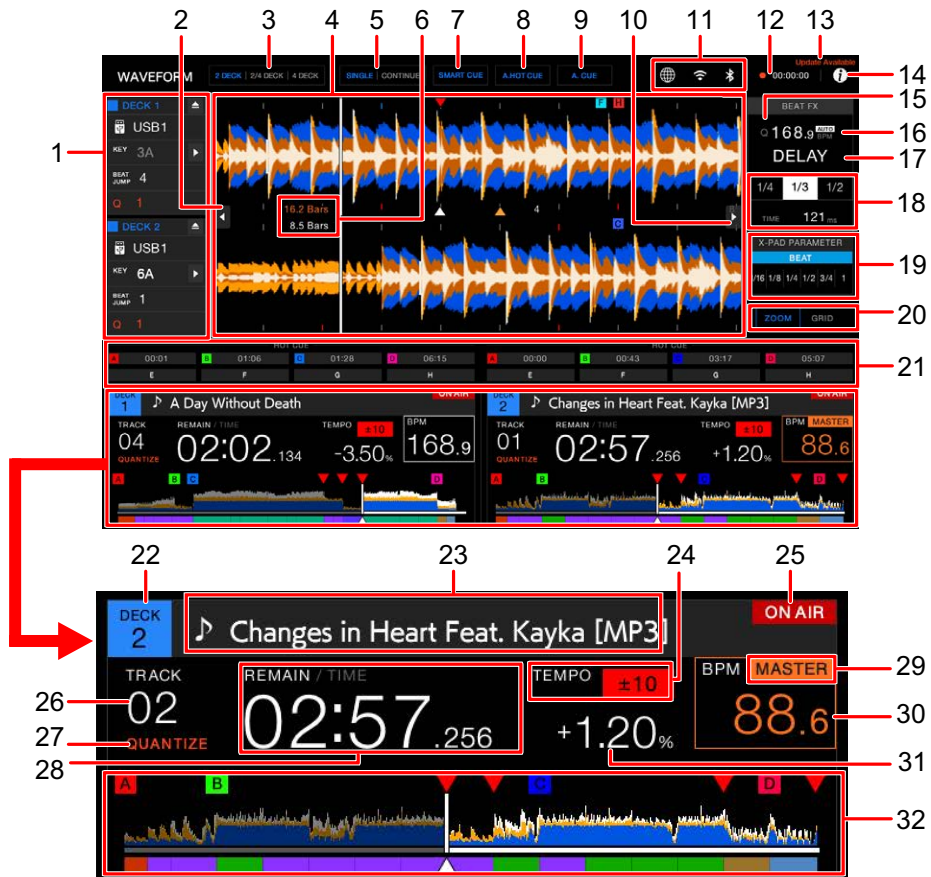 2 3 4 5 6 7 8 9 10 11 12 13
Update Available
WAVEFORM 2 DECK | 2/4 DECK | 4 DECK SINGLE | CONTINUE SMART CUE A.HOT CUE A. CUE 00:00:00 i 14
15
DECK 1 F H BEAT FX
USB1 Q 168.9 AUTO BPM 16
KEY 3A DELAY 17
1
BEAT JUMP 4 1/4 1/3 1/2
Q 1 16.2 Bars 4 TIME 121 ms 18
DECK 2 8.5 Bars C
USB1 X-PAD PARAMETER
KEY 6A BEAT 19
/16 1/8 1/4 1/2 3/4 1
BEAT JUMP 1
Q 1 ZOOM GRID 20
HOT CUE HOT CUE
A 00:01 B 01:06 C 01:28 D 06:15 A 00:00 B 00:43 C 03:17 D 05:07 21
E F G H E F G H
DECK 1 A Day Without Death ON AIR DECK 2 Changes in Heart Feat. Kayka [MP3] ON AIR
TRACK REMAIN / TIME TEMPO ±10 BPM TRACK REMAIN / TIME TEMPO ±10 BPM MASTER
04 02:02.134 -3.50% 168.9 01 02:57.256 +1.20% 88.6
QUANTIZE QUANTIZE
A B C D A B C D
22 23 24 25
DECK 2 Changes in Heart Feat. Kayka [MP3] ON AIR
TRACK REMAIN / TIME TEMPO ±10 BPM MASTER 29
26 02 02:57.256 +1.20% 88.6 30
27 QUANTIZE
28 31
A B C D
32